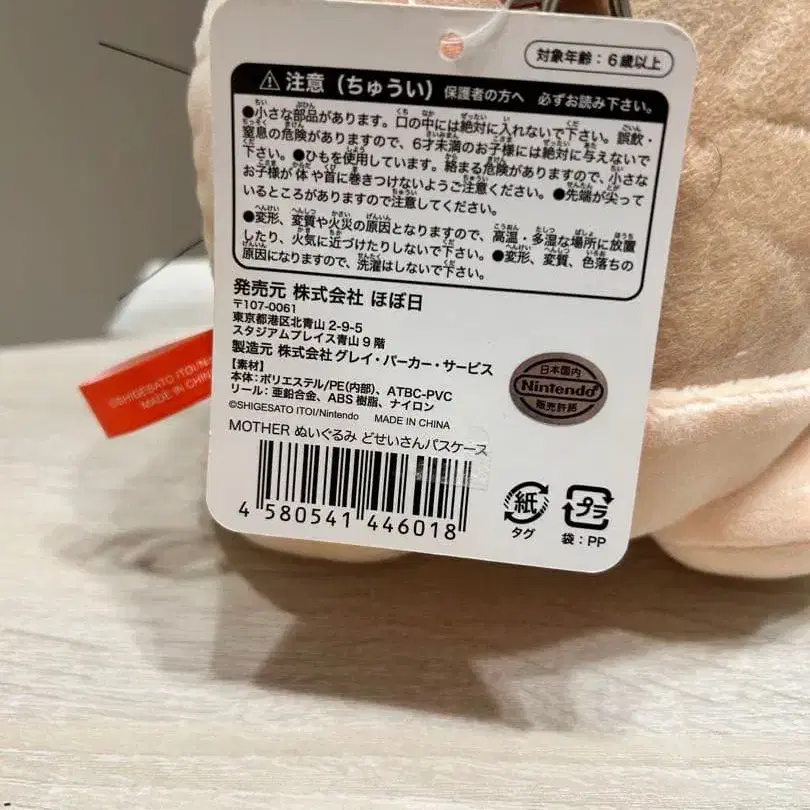 対象年齢：6歳以上
⚠注意（ちゅうい）保護者の方へ 必ずお読み下さい。
●小さな部品があります。口の中には絶対に入れないで下さい。誤飲・
窒息の危険がありますので、6才未満のお子様には絶対に与えないで
下さい。●ひもを使用しています。絡まる危険がありますので、小さな
お子様が体や首に巻きつけないようご注意ください。●先端が尖って
いるところがありますので注意してください。
●変形、変質や火災の原因となりますので、高温・多湿な場所に放置
したり、火気に近づけたりしないで下さい。●変形、変質、色落ちの
原因になりますので、洗濯はしないで下さい。
発売元 株式会社 ほぼ日
〒107-0061
東京都港区北青山 2-9-5
スタジアムプレイス青山 9 階
製造元 株式会社 グレイ・パーカー・サービス
【素材】
本体：ポリエステル/PE(内部)、ATBC-PVC
リール：亜鉛合金、ABS 樹脂、ナイロン
©SHIGESATO ITOI/Nintendo MADE IN CHINA
MOTHER ぬいぐるみ どせいさんパスケース
4 580541 446018
日本国内
Nintendo
販売許諾
紙
タグ
プラ
袋：PP
©SHIGESATO ITOI/N
MADE IN CHINA